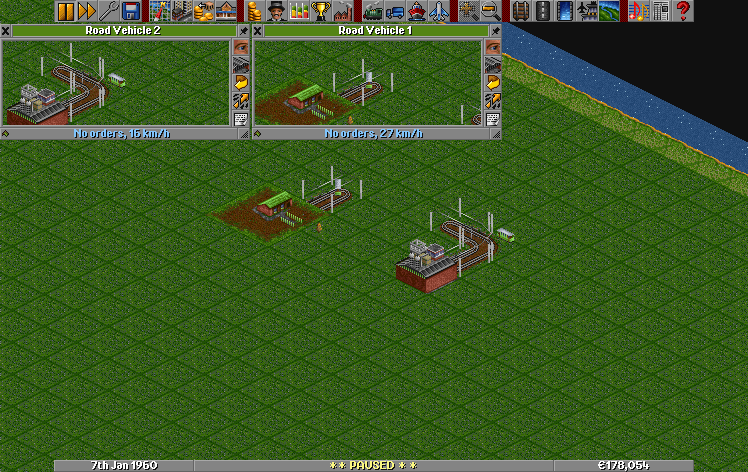 Road Vehicle 2
Road Vehicle 1
No orders, 16 km/h
No orders, 27 km/h
7th Jan 1960
** PAUSED **
€178,054